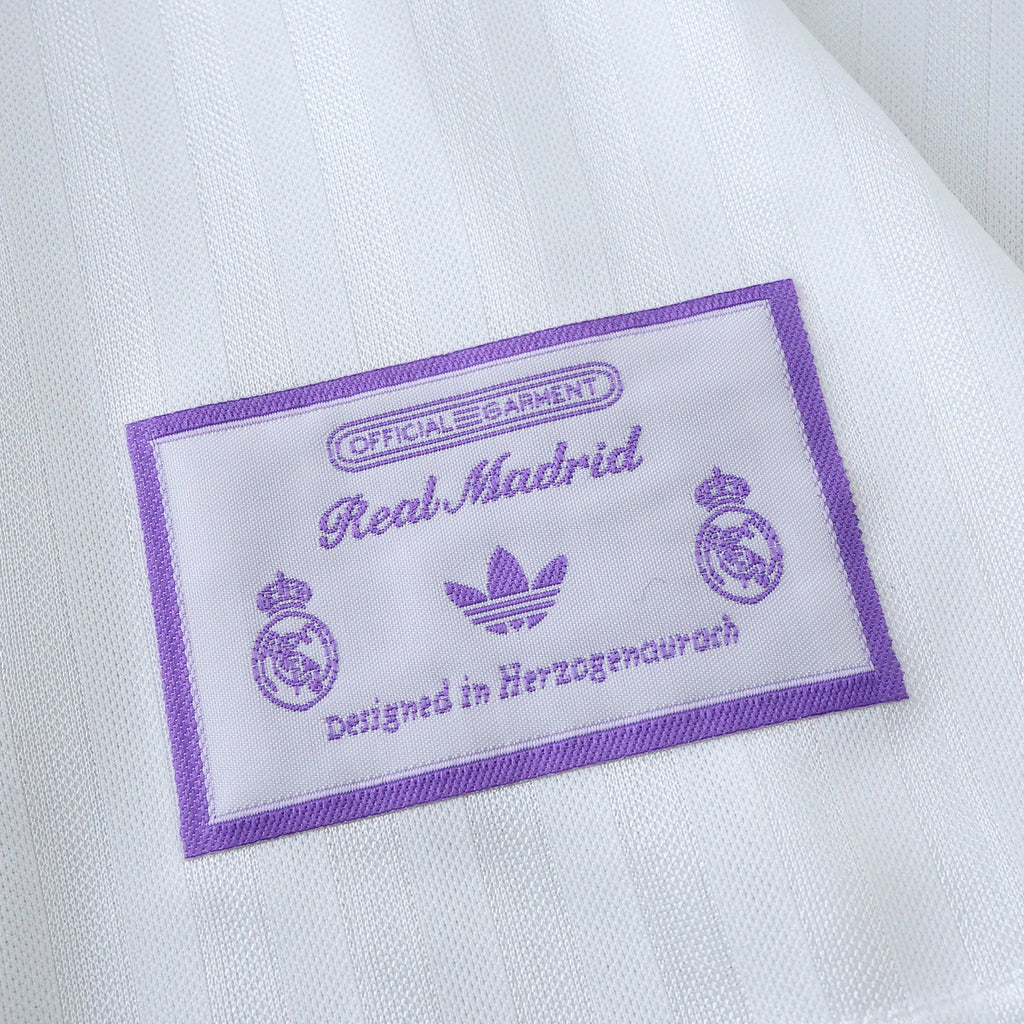 OFFICIAL GARMENT
Real Madrid
Designed in Herzogenaurach